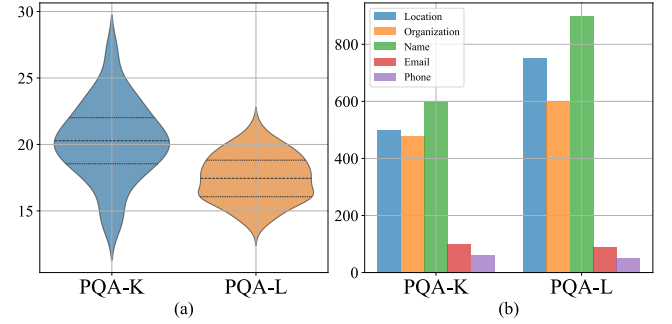 30
25
20
15
PQA-K
PQA-L
(a)
Location
Organization
Name
Email
Phone
800
600
400
200
0
PQA-K
PQA-L
(b)